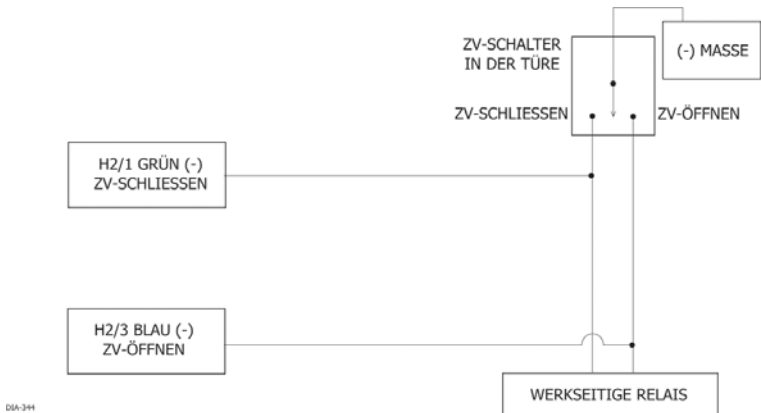 ZV-SCHALTER
IN DER TÜRE
(-) MASSE
ZV-SCHLIESSEN
ZV-ÖFFNEN
H2/1 GRÜN (-)
ZV-SCHLIESSEN
H2/3 BLAU (-)
ZV-ÖFFNEN
WERKSEITIGE RELAIS
DIA-344